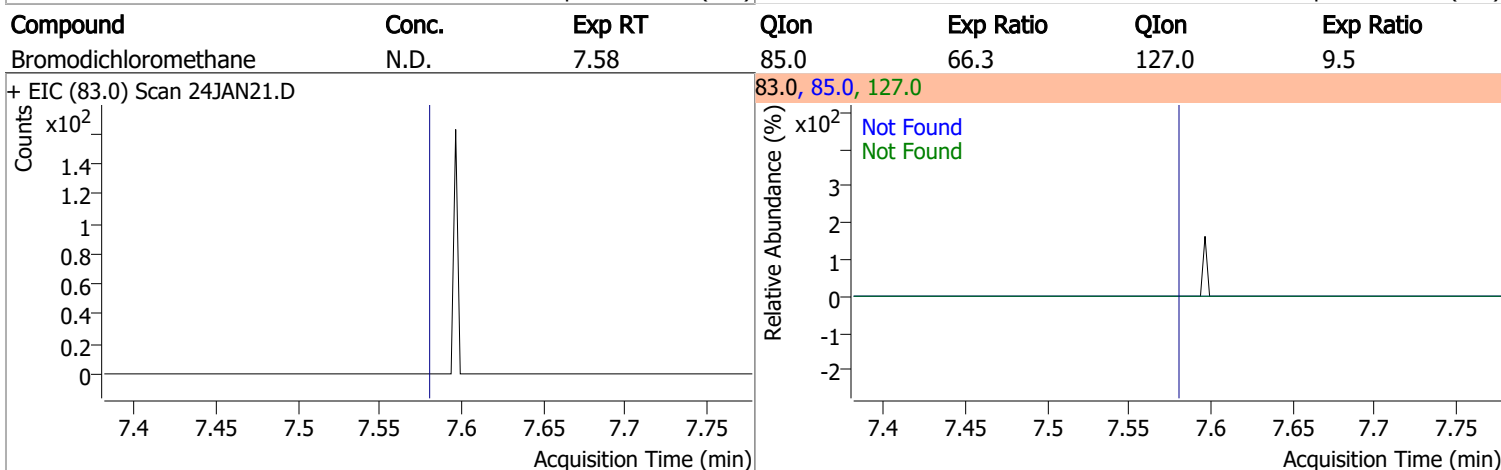 Compound Conc. Exp RT QIon Exp Ratio QIon Exp Ratio
Bromodichloromethane N.D. 7.58 85.0 66.3 127.0 9.5
+ EIC (83.0) Scan 24JAN21.D
Counts
x10²
1.4
1.2
1
0.8
0.6
0.4
0.2
0
7.4 7.45 7.5 7.55 7.6 7.65 7.7 7.75
Acquisition Time (min)
83.0, 85.0, 127.0
Relative Abundance (%)
x10²
Not Found
Not Found
3
2
1
0
-1
-2
7.4 7.45 7.5 7.55 7.6 7.65 7.7 7.75
Acquisition Time (min)